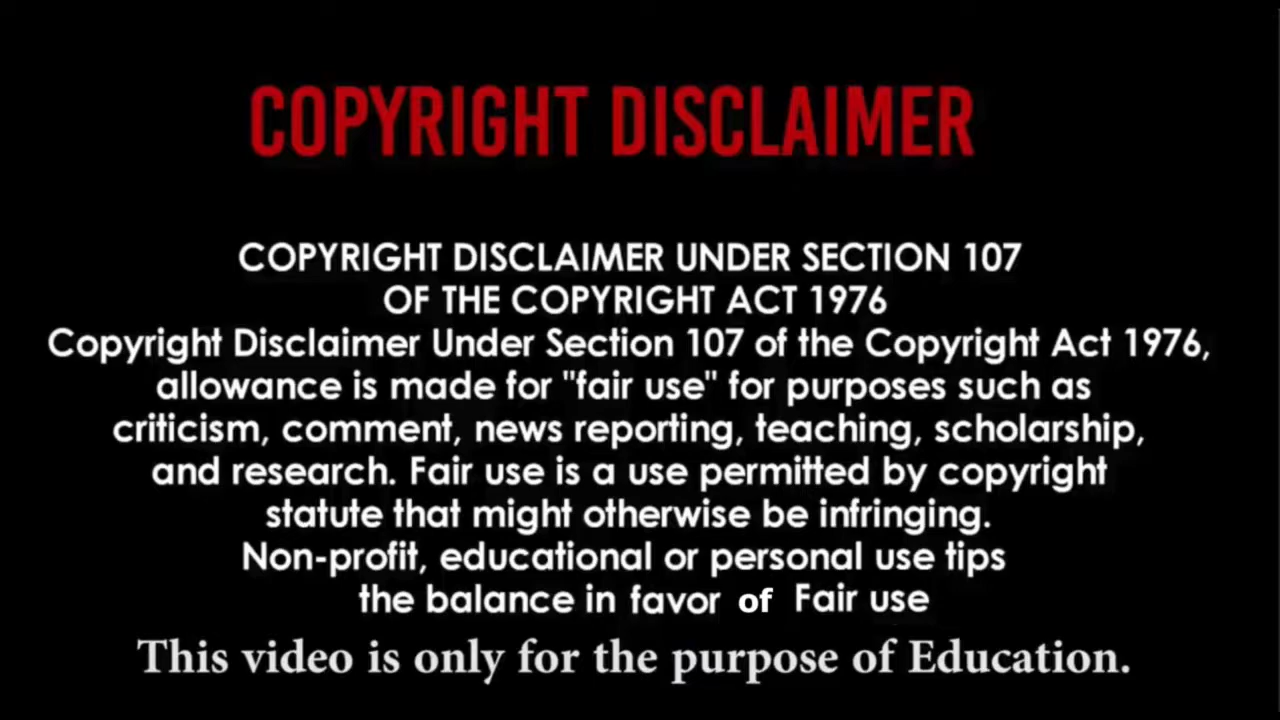 COPYRIGHT DISCLAIMER
COPYRIGHT DISCLAIMER UNDER SECTION 107
OF THE COPYRIGHT ACT 1976
Copyright Disclaimer Under Section 107 of the Copyright Act 1976,
allowance is made for "fair use" for purposes such as
criticism, comment, news reporting, teaching, scholarship,
and research. Fair use is a use permitted by copyright
statute that might otherwise be infringing.
Non-profit, educational or personal use tips
the balance in favor of Fair use
This video is only for the purpose of Education.